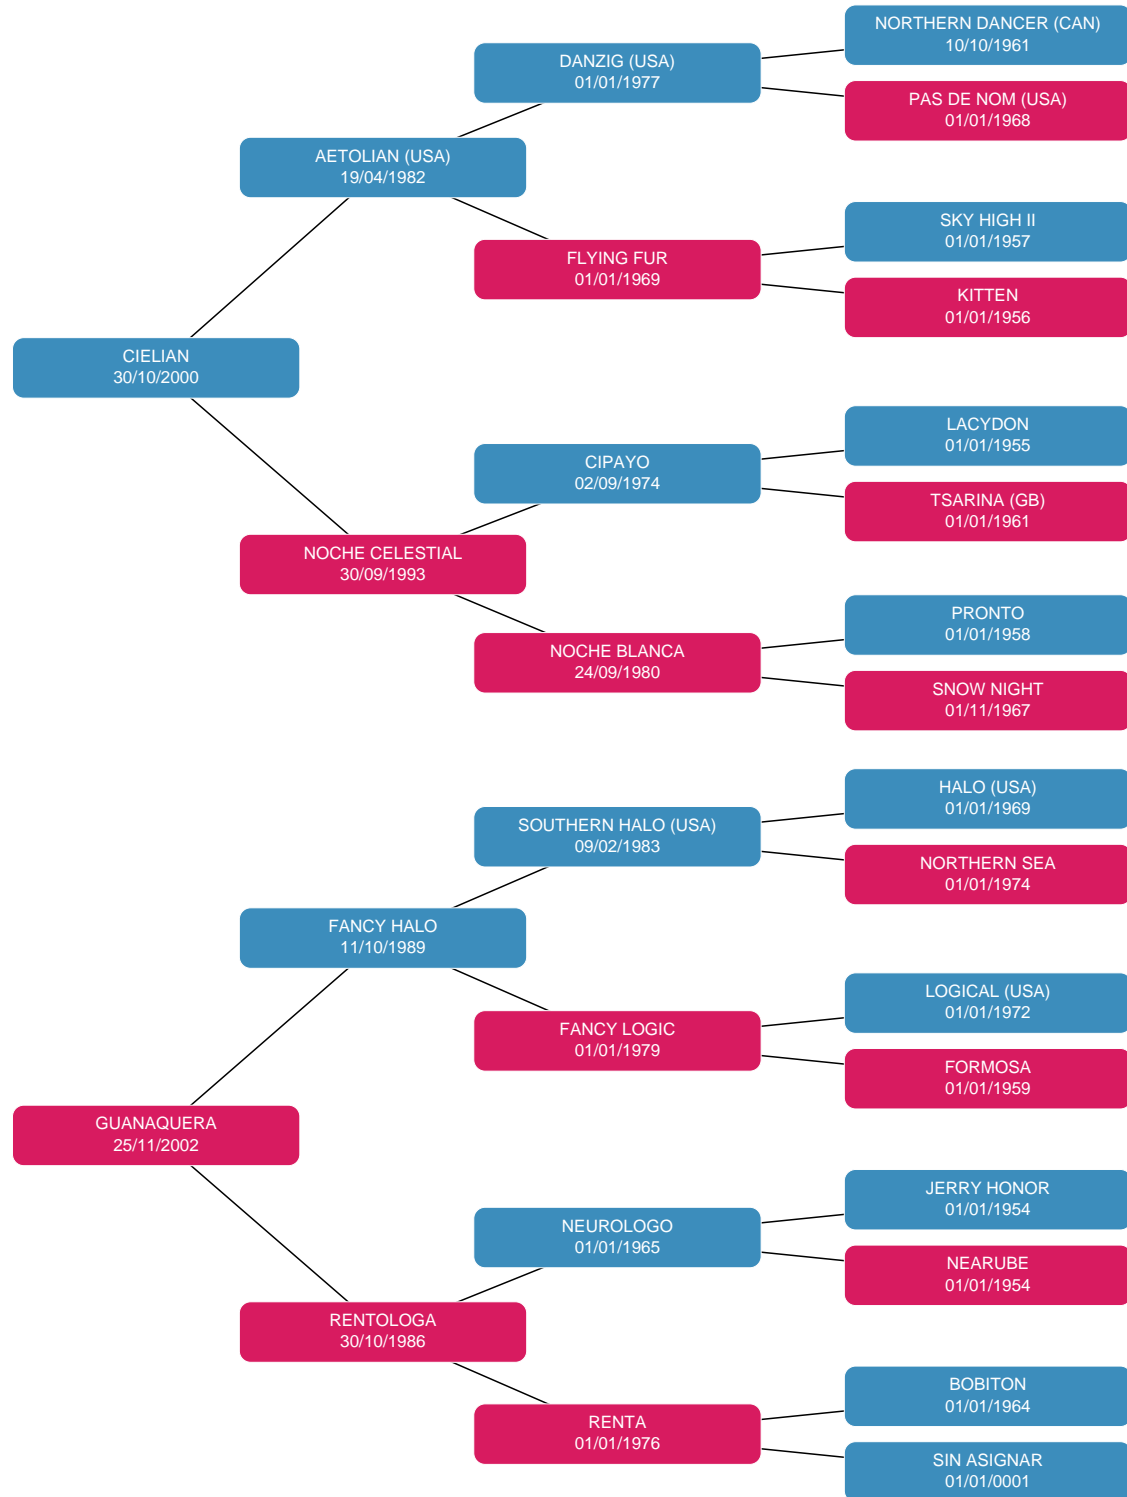 NORTHERN DANCER (CAN)
10/10/1961
DANZIG (USA)
01/01/1977
PAS DE NOM (USA)
01/01/1968
AETOLIAN (USA)
19/04/1982
SKY HIGH II
01/01/1957
FLYING FUR
01/01/1969
KITTEN
01/01/1956
CIELIAN
30/10/2000
LACYDON
01/01/1955
CIPAYO
02/09/1974
TSARINA (GB)
01/01/1961
NOCHE CELESTIAL
30/09/1993
PRONTO
01/01/1958
NOCHE BLANCA
24/09/1980
SNOW NIGHT
01/11/1967
HALO (USA)
01/01/1969
SOUTHERN HALO (USA)
09/02/1983
NORTHERN SEA
01/01/1974
FANCY HALO
11/10/1989
LOGICAL (USA)
01/01/1972
FANCY LOGIC
01/01/1979
FORMOSA
01/01/1959
GUANAQUERA
25/11/2002
JERRY HONOR
01/01/1954
NEUROLOGO
01/01/1965
NEARUBE
01/01/1954
RENTOLOGA
30/10/1986
BOBITON
01/01/1964
RENTA
01/01/1976
SIN ASIGNAR
01/01/0001